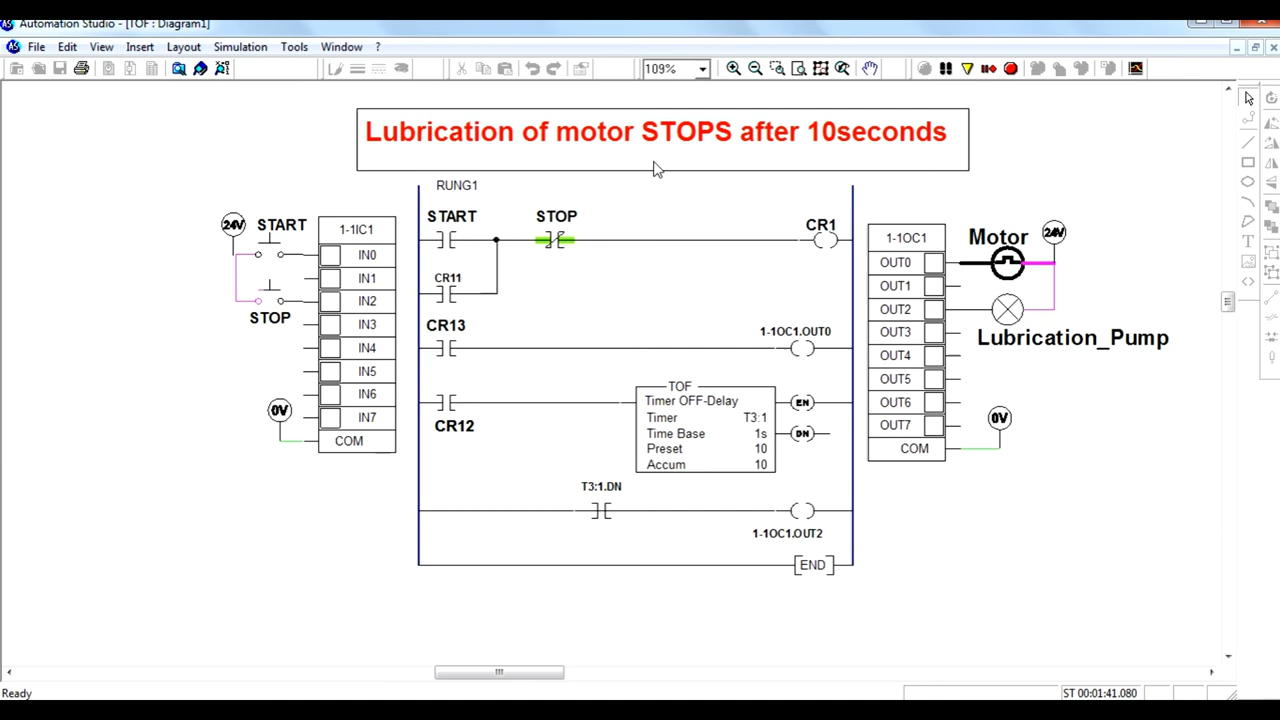 Automation Studio - [TOF : Diagram1]
File Edit View Insert Layout Simulation Tools Window ?
109%
Lubrication of motor STOPS after 10seconds
RUNG1
START STOP CR1
CR11
CR13 1-1OC1.OUT0
CR12
TOF
Timer OFF-Delay EN
Timer T3:1
Time Base 1s DN
Preset 10
Accum 10
T3:1.DN
1-1OC1.OUT2
END
24V START
STOP
0V
1-1IC1
IN0
IN1
IN2
IN3
IN4
IN5
IN6
IN7
COM
1-1OC1
OUT0
OUT1
OUT2
OUT3
OUT4
OUT5
OUT6
OUT7
COM
Motor 24V
Lubrication_Pump
0V
Ready ST 00:01:41.080